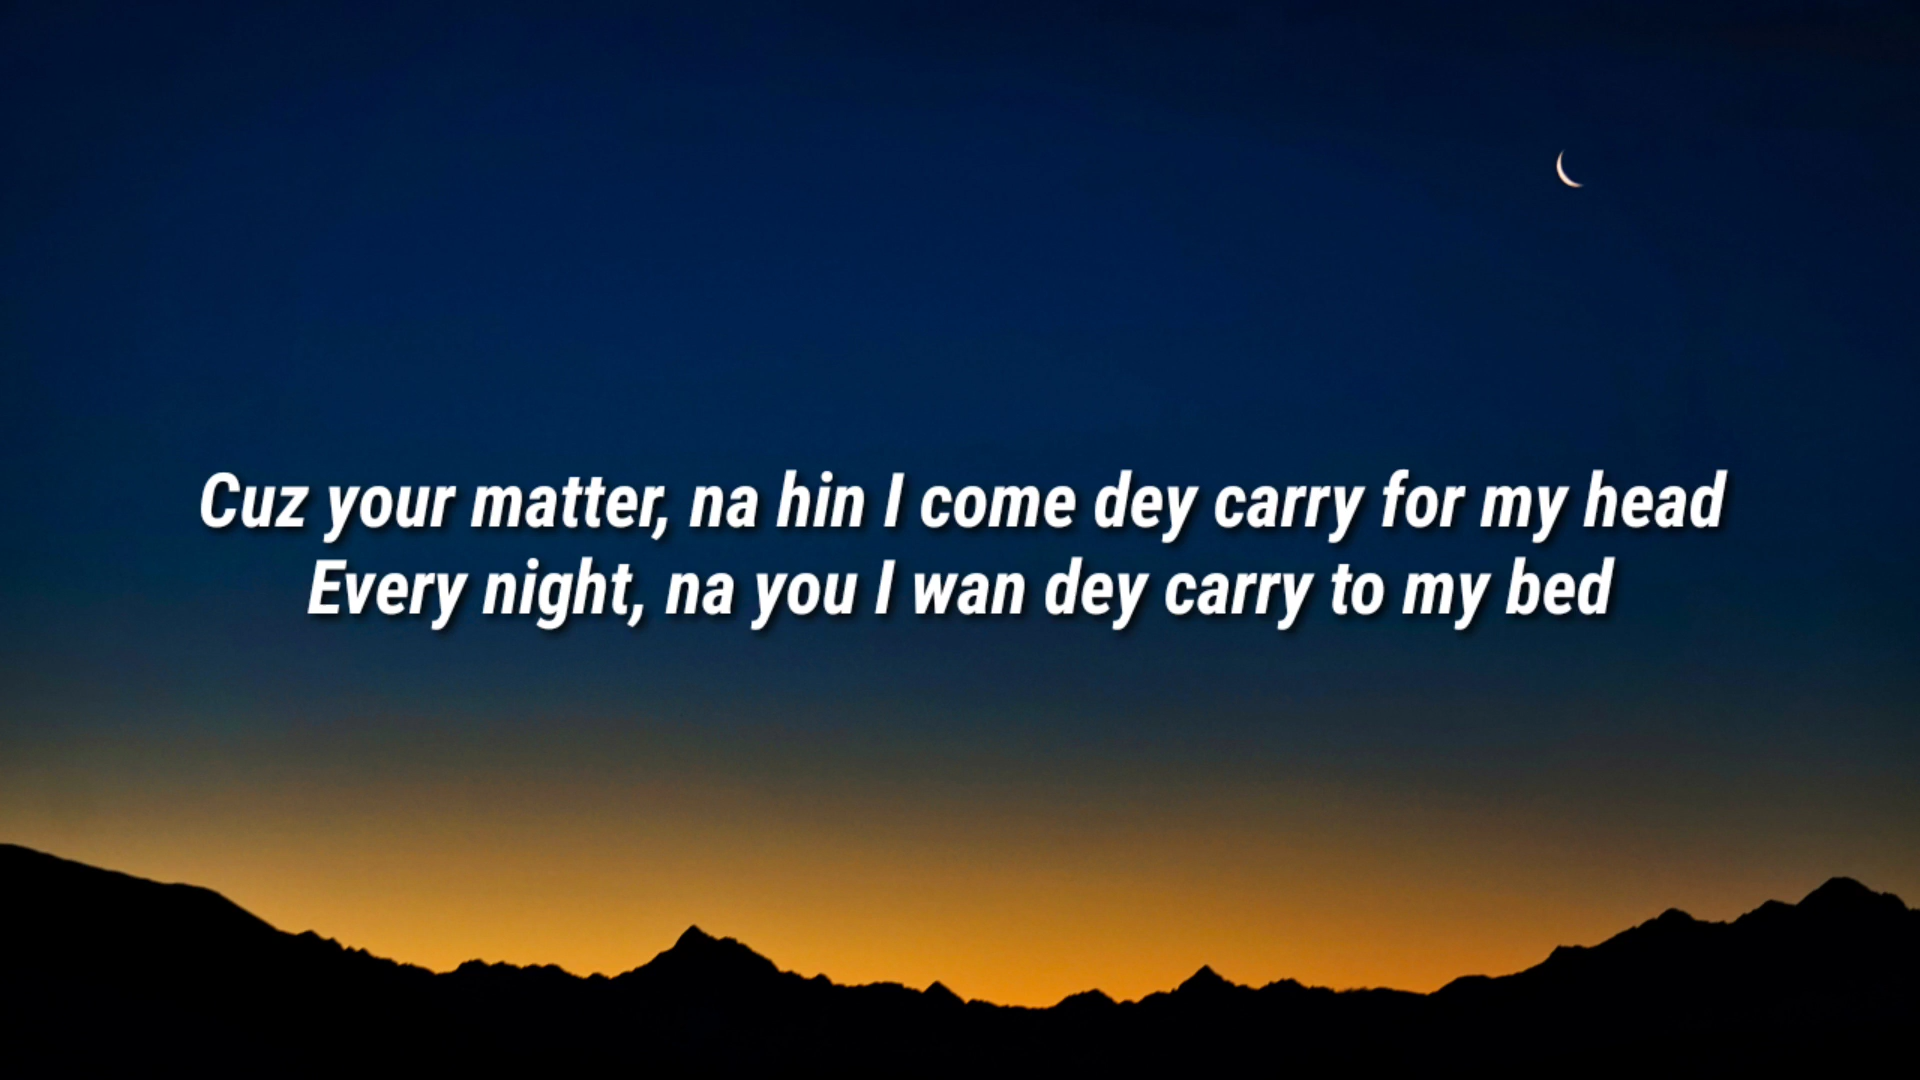 Cuz your matter, na hin I come dey carry for my head
Every night, na you I wan dey carry to my bed